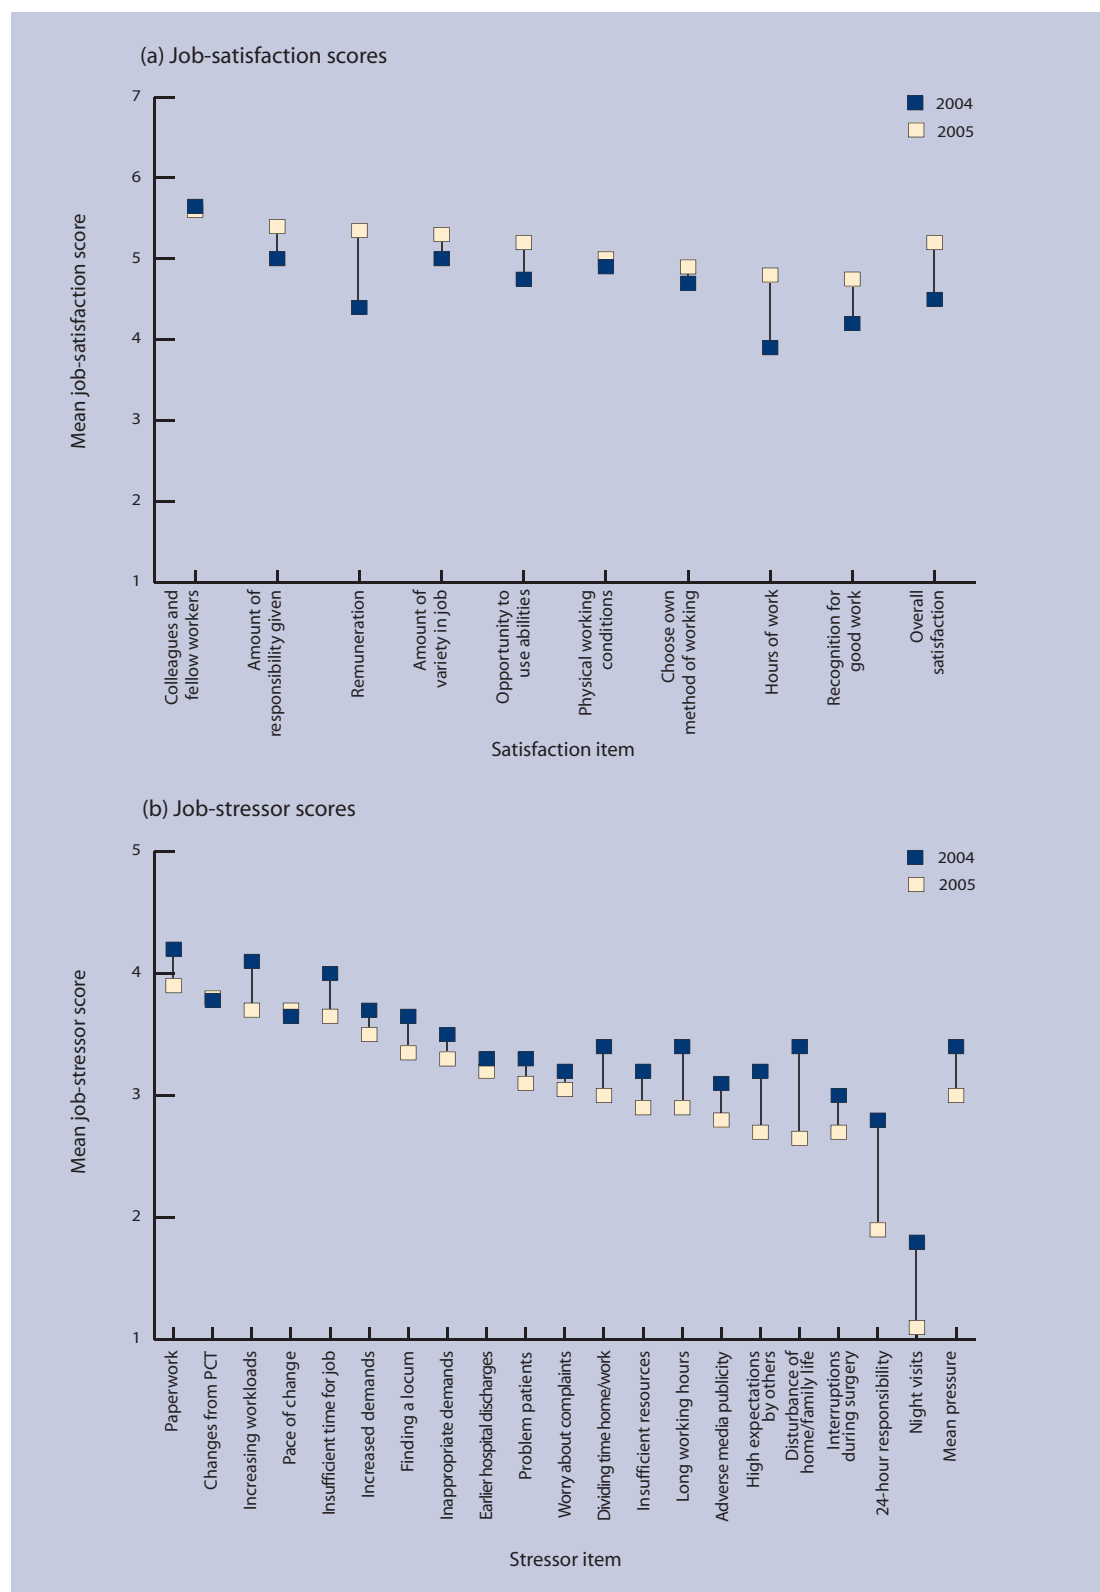 (a) Job-satisfaction scores
7
6
5
4
3
2
1
Mean job-satisfaction score
2004
2005
Colleagues and
fellow workers
Amount of
responsibility given
Remuneration
Amount of
variety in job
Opportunity to
use abilities
Physical working
conditions
Choose own
method of working
Hours of work
Recognition for
good work
Overall
satisfaction
Satisfaction item
(b) Job-stressor scores
5
4
3
2
1
Mean job-stressor score
2004
2005
Paperwork
Changes from PCT
Increasing workloads
Pace of change
Insufficient time for job
Increased demands
Finding a locum
Inappropriate demands
Earlier hospital discharges
Problem patients
Worry about complaints
Dividing time home/work
Insufficient resources
Long working hours
Adverse media publicity
High expectations
by others
Disturbance of
home/family life
Interruptions
during surgery
24-hour responsibility
Night visits
Mean pressure
Stressor item